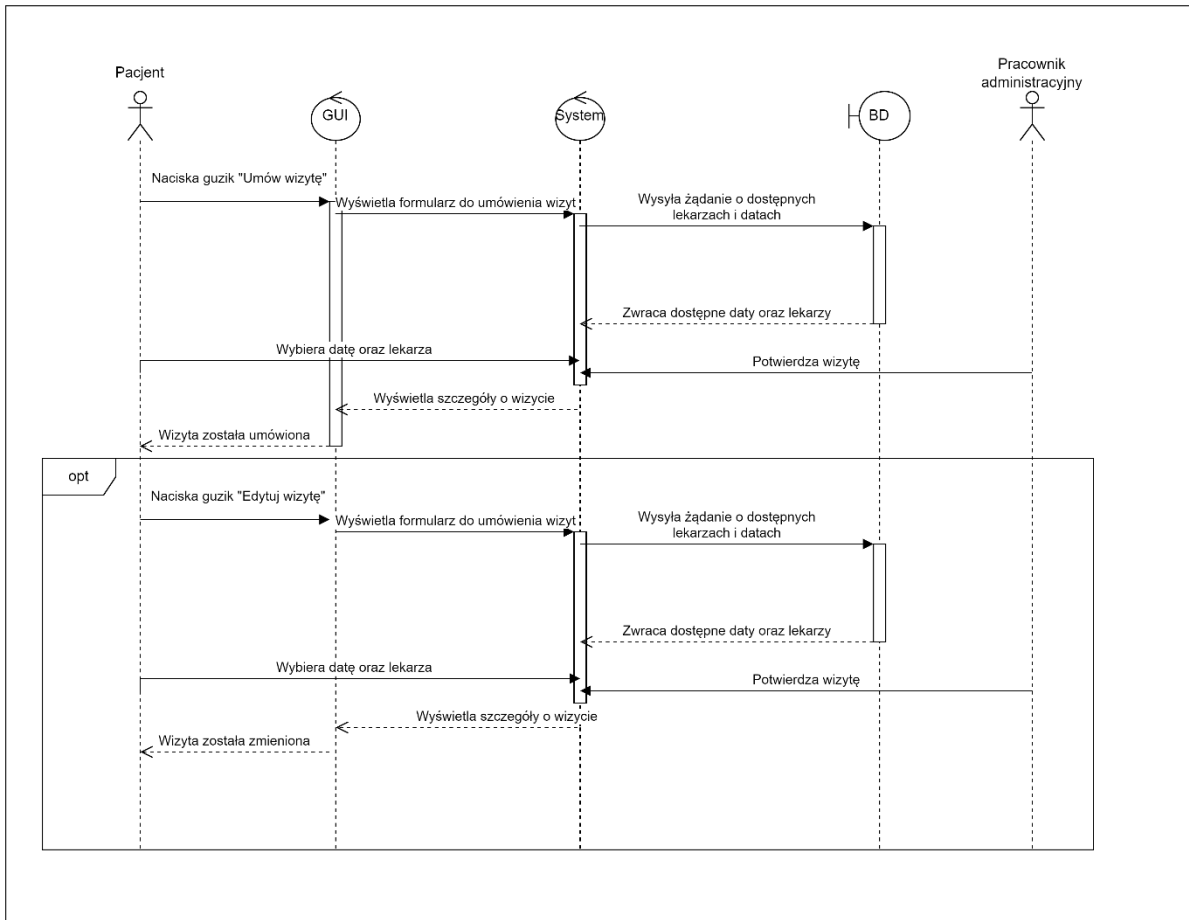 Pacjent
GUI
System
BD
Pracownik
administracyjny
Naciska guzik "Umów wizytę"
Wyświetla formularz do umówienia wizyt
Wysyła żądanie o dostępnych
lekarzach i datach
Zwraca dostępne daty oraz lekarzy
Wybiera datę oraz lekarza
Potwierdza wizytę
Wyświetla szczegóły o wizycie
Wizyta została umówiona
opt
Naciska guzik "Edytuj wizytę"
Wyświetla formularz do umówienia wizyt
Wysyła żądanie o dostępnych
lekarzach i datach
Zwraca dostępne daty oraz lekarzy
Wybiera datę oraz lekarza
Potwierdza wizytę
Wyświetla szczegóły o wizycie
Wizyta została zmieniona